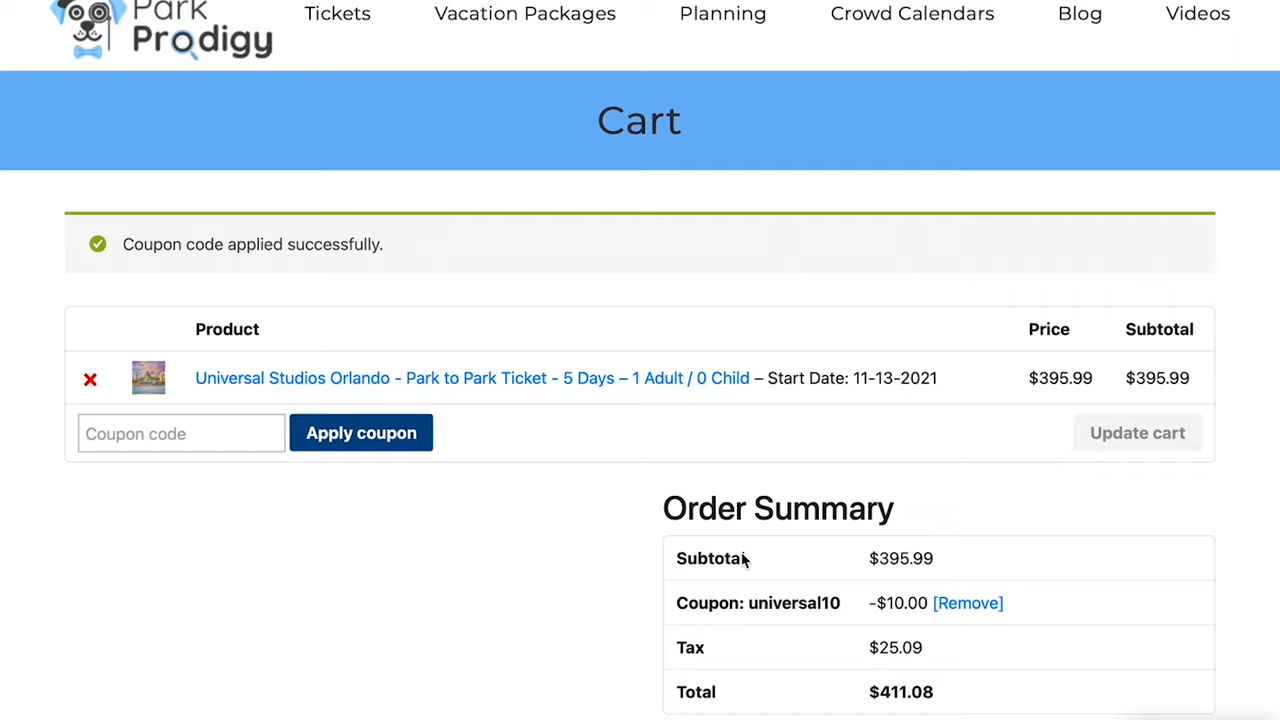 Park
Prodigy
Tickets
Vacation Packages
Planning
Crowd Calendars
Blog
Videos
Cart
Coupon code applied successfully.
Product Price Subtotal
Universal Studios Orlando - Park to Park Ticket - 5 Days – 1 Adult / 0 Child – Start Date: 11-13-2021 $395.99 $395.99
Coupon code Apply coupon Update cart
Order Summary
Subtotal $395.99
Coupon: universal10 -$10.00 [Remove]
Tax $25.09
Total $411.08